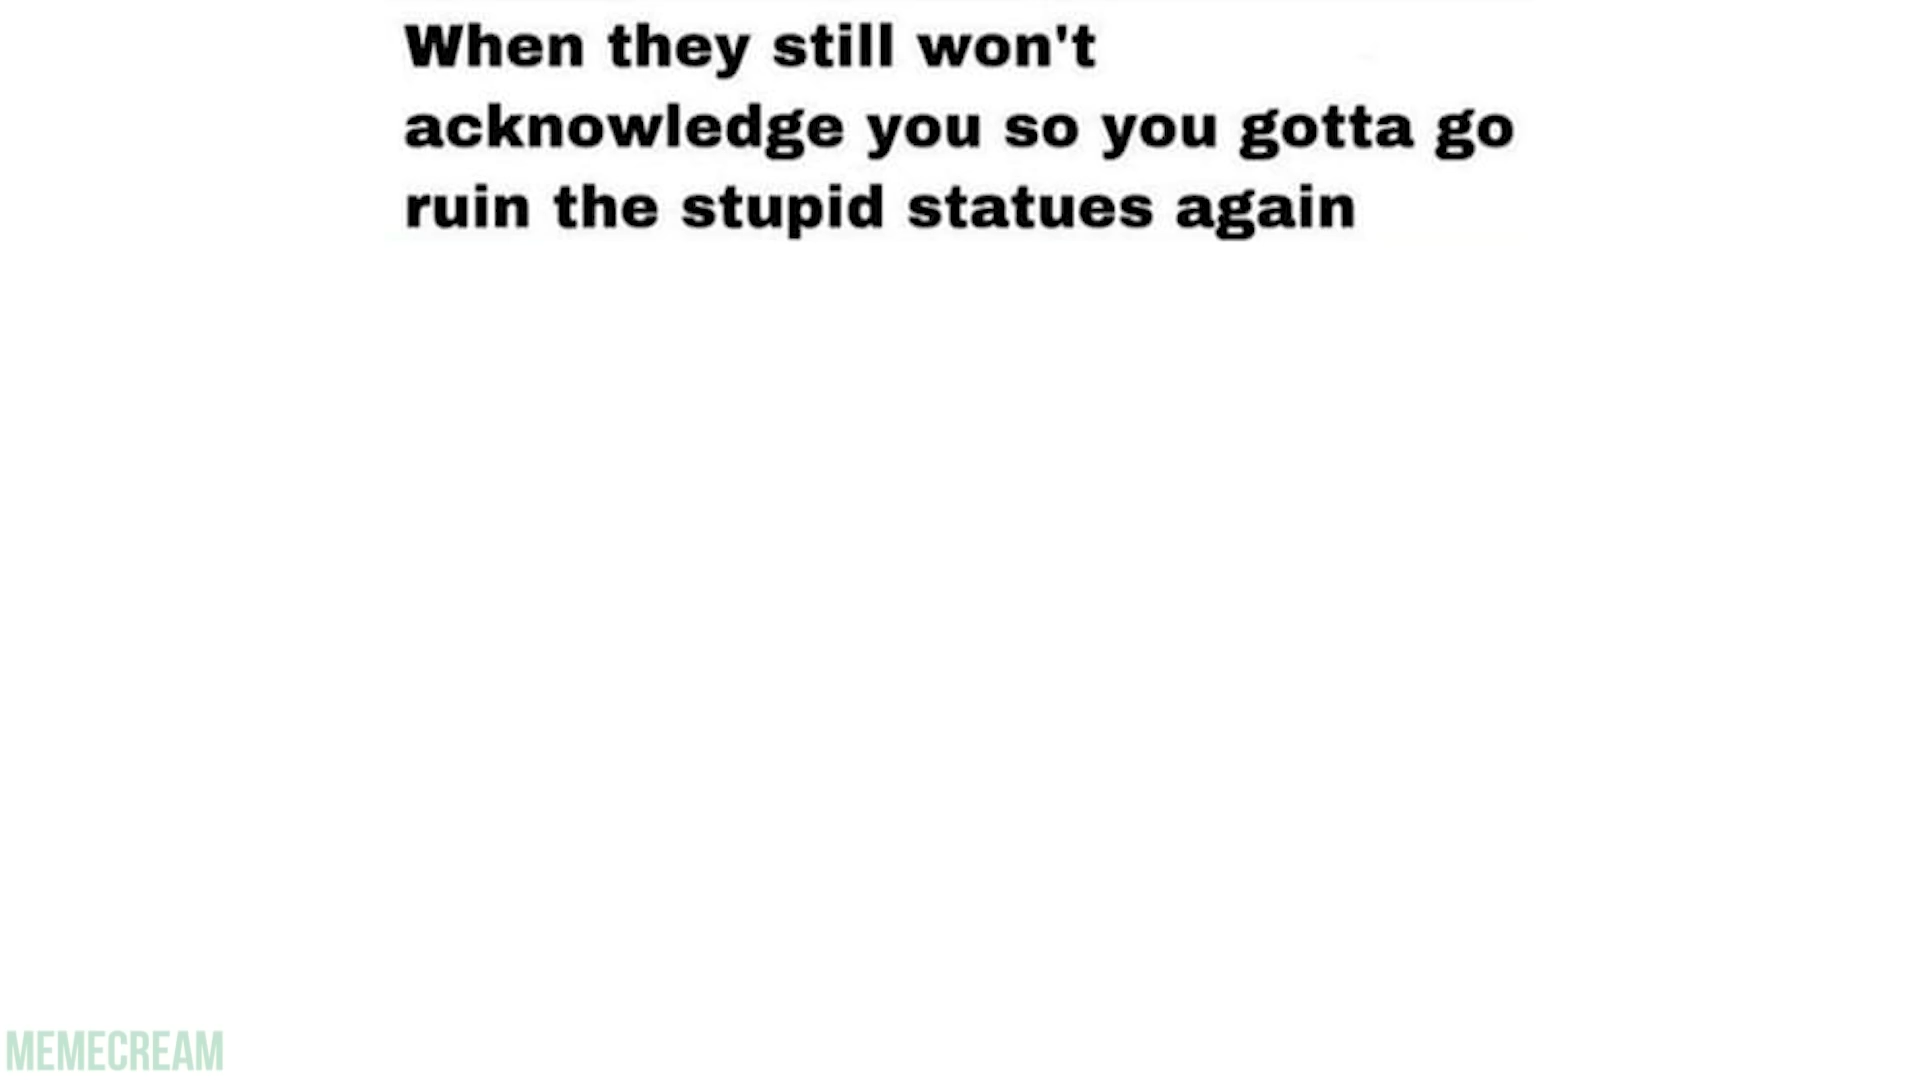 When they still won't
acknowledge you so you gotta go
ruin the stupid statues again
MEMECREAM